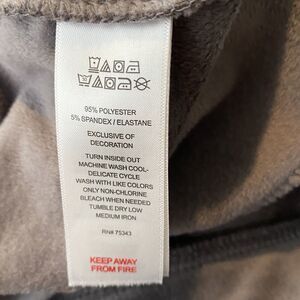 95% POLYESTER
5% SPANDEX / ELASTANE
EXCLUSIVE OF
DECORATION
TURN INSIDE OUT
MACHINE WASH COOL-
DELICATE CYCLE
WASH WITH LIKE COLORS
ONLY NON-CHLORINE
BLEACH WHEN NEEDED
TUMBLE DRY LOW
MEDIUM IRON
RN# 75343
KEEP AWAY
FROM FIRE